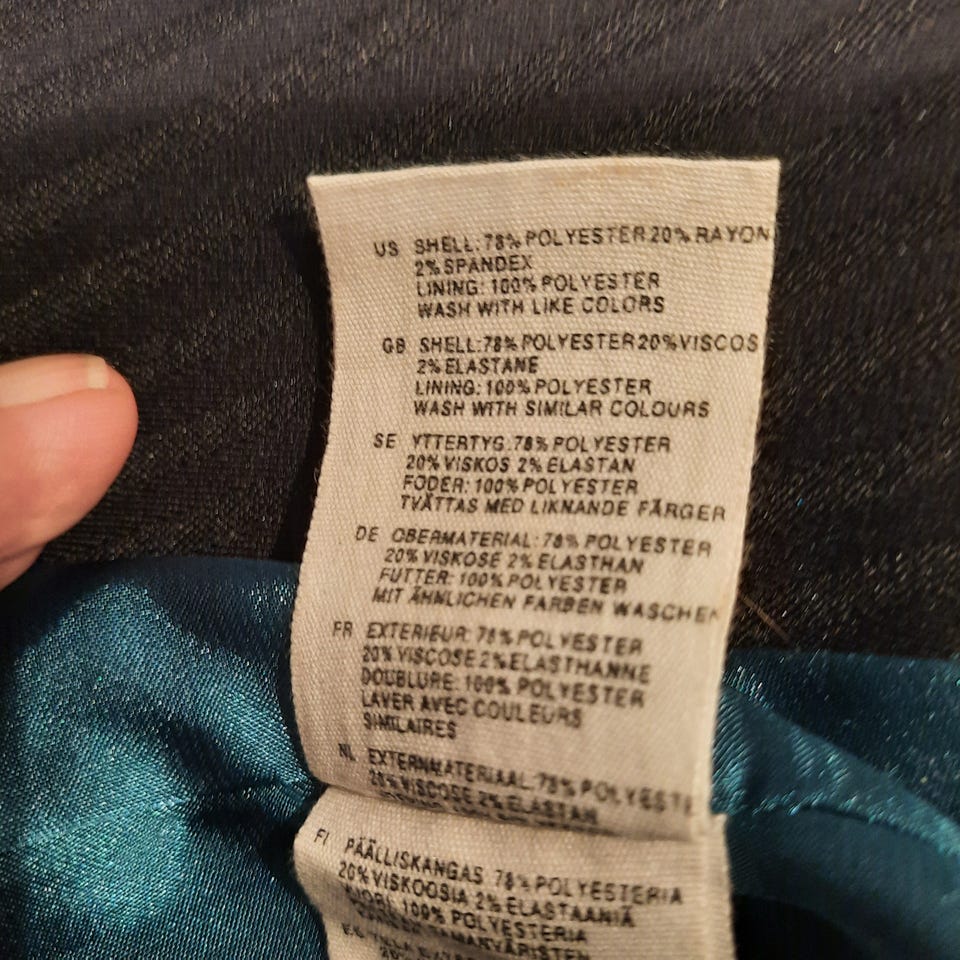 US SHELL: 78% POLYESTER 20% RAYON
2% SPANDEX
LINING: 100% POLYESTER
WASH WITH LIKE COLORS
GB SHELL: 78% POLYESTER 20% VISCOS
2% ELASTANE
LINING: 100% POLYESTER
WASH WITH SIMILAR COLOURS
SE YTTERTYG: 78% POLYESTER
20% VISKOS 2% ELASTAN
FODER: 100% POLYESTER
TVÄTTAS MED LIKNANDE FÄRGER
DE OBERMATERIAL: 78% POLYESTER
20% VISKOSE 2% ELASTHAN
FUTTER: 100% POLYESTER
MIT ÄHNLICHEN FARBEN WASCHEN
FR EXTERIEUR: 78% POLYESTER
20% VISCOSE 2% ELASTHANNE
DOUBLURE: 100% POLYESTER
LAVER AVEC COULEURS
SIMILAIRES
NL EXTERNMATERIAAL: 78% POLYESTE
20% VISCOSE 2% ELASTAN
FI PÄÄLLISKANGAS 78% POLYESTERIA
20% VISKOOSIA 2% ELASTAANIA
VUORI 100% POLYESTERIA